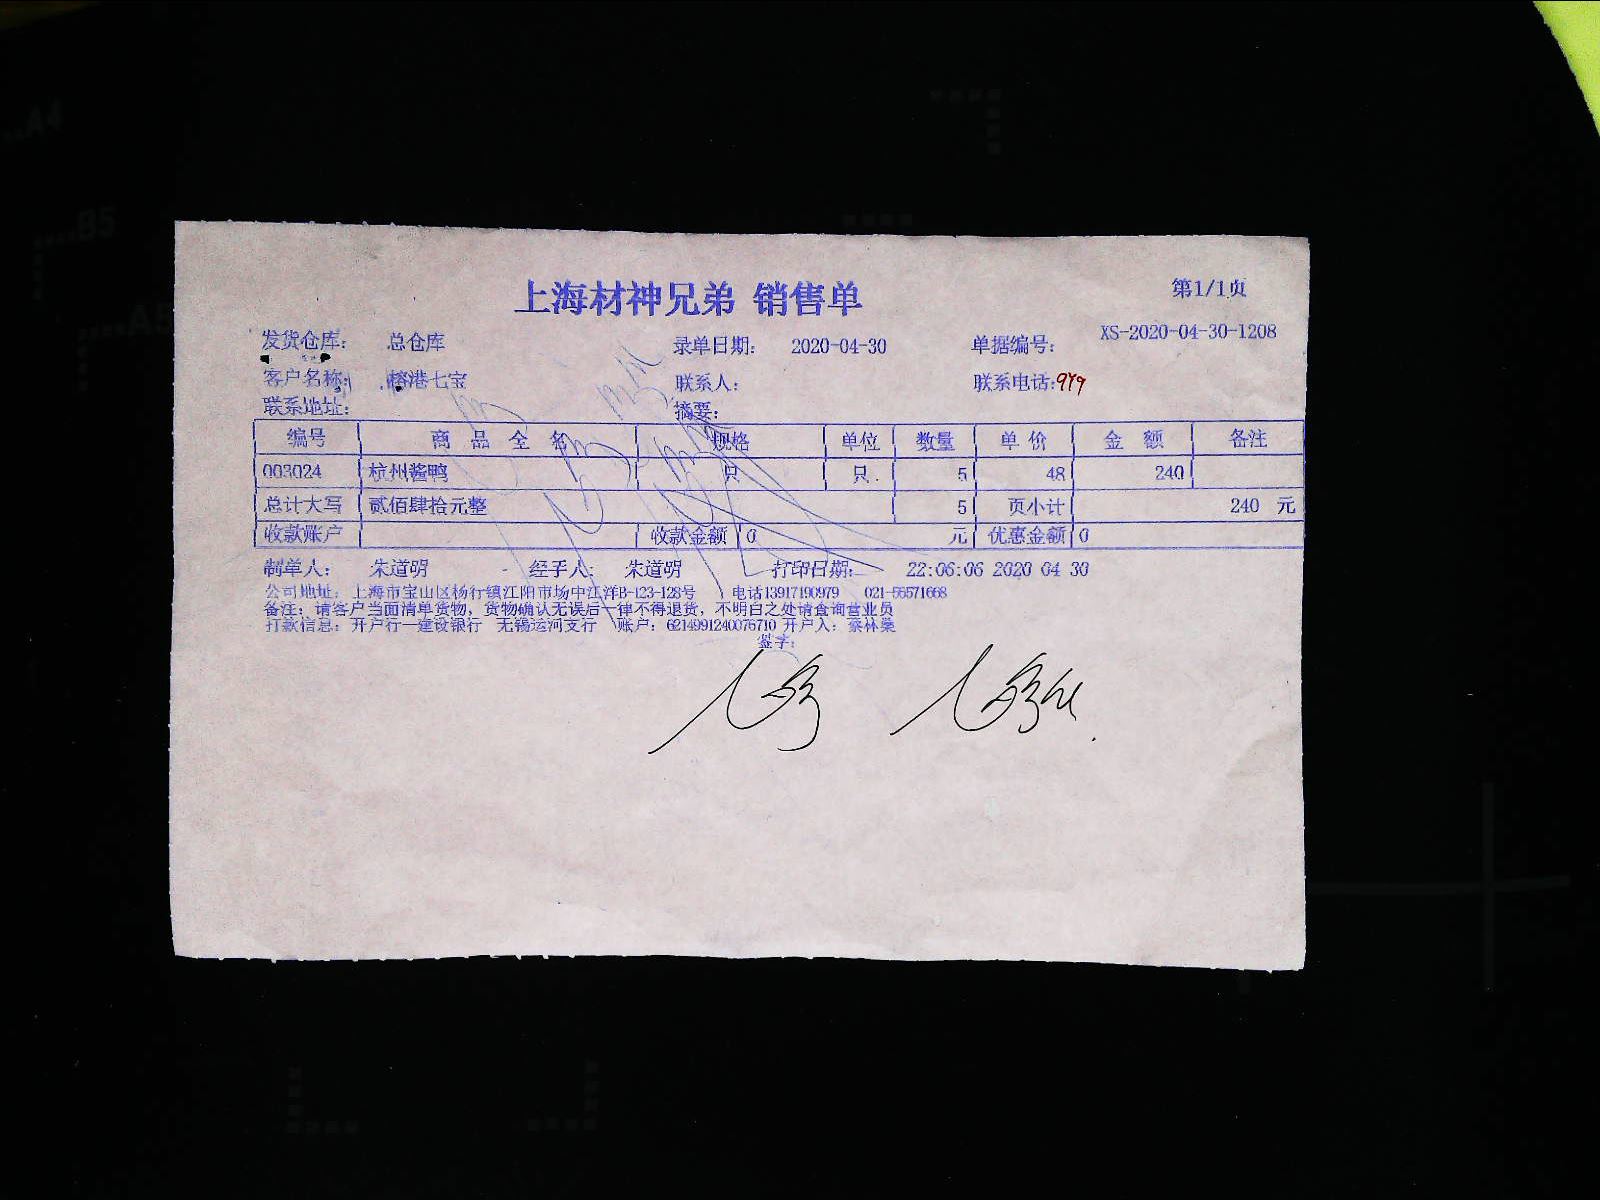 上海材神兄弟 销售单
第1/1页
发货仓库： 总仓库 录单日期： 2020-04-30 单据编号： XS-2020-04-30-1208
客户名称： 榕港七宝 联系人： 联系电话：979
联系地址： 摘要：
编号 商 品 全 名 规格 单位 数量 单 价 金 额 备注
003024 杭州酱鸭 只 只 5 48 240
总计大写 贰佰肆拾元整 5 页小计 240 元
收款账户 收款金额 0 元 优惠金额 0
制单人： 朱道明 经手人： 朱道明 打印日期： 22:06:06 2020 04 30
公司地址：上海市宝山区杨行镇江阳市场中江洋B-123-128号 电话13917190979 021-56571668
备注：请客户当面清单货物，货物确认无误后一律不得退货，不明白之处请查询营业员
打款信息：开户行—建设银行 无锡运河支行 账户：6214991240076710 开户人：蔡林燊
签字：